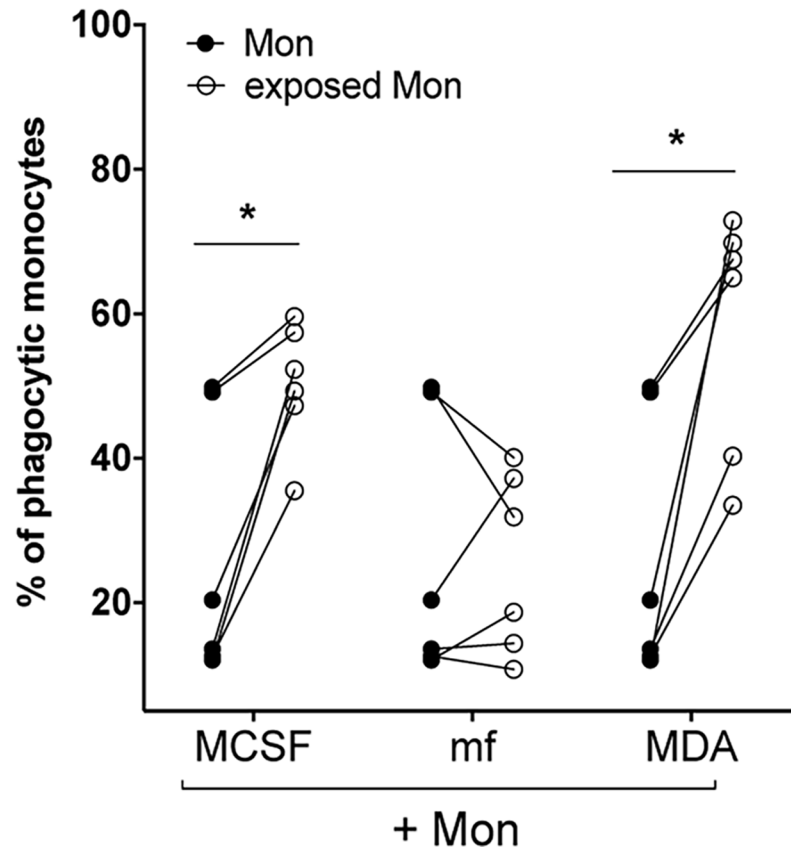 % of phagocytic monocytes
100
80
60
40
20
Mon
exposed Mon
*
*
MCSF mf MDA
+ Mon